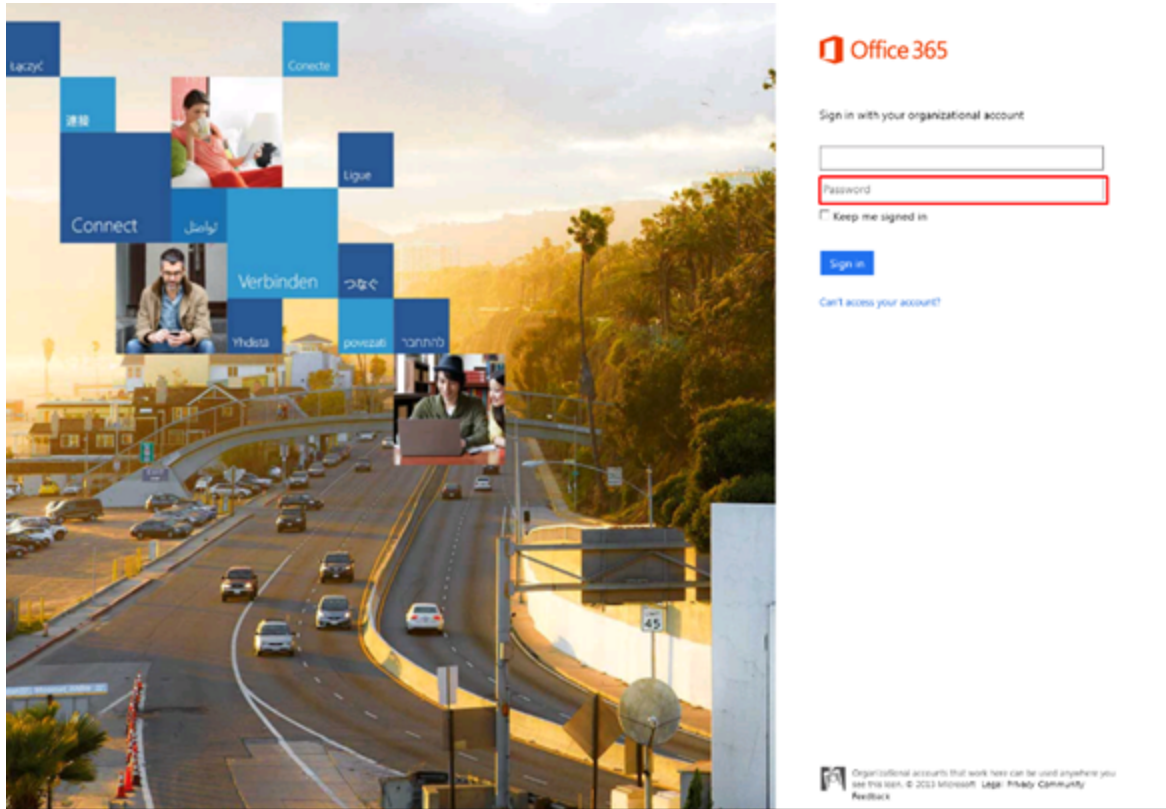 Łączyć
Conecte
連接
Ligue
Connect
تواصل
Verbinden
つなぐ
Yhdistä
povezati
להתחבר
45
Office 365
Sign in with your organizational account
Password
Keep me signed in
Sign in
Can't access your account?
Organizational accounts that work here can be used anywhere you
see this icon. © 2013 Microsoft Legal Privacy Community
Feedback